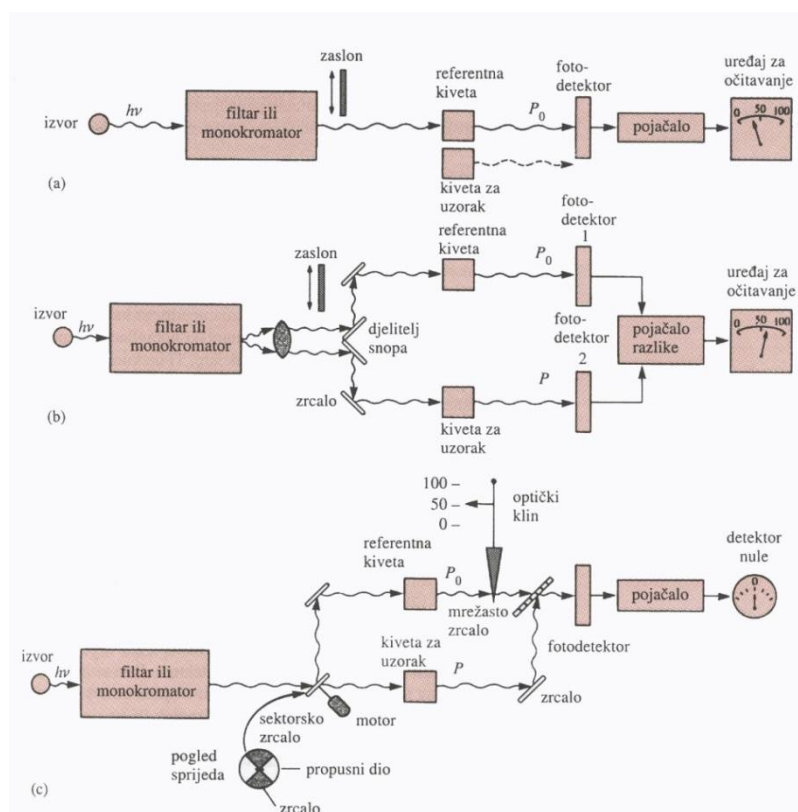 zaslon
izvor
hν
filtar ili
monokromator
referentna
kiveta
P₀
foto-
detektor
pojačalo
uređaj za
očitavanje
0 50 100
kiveta za
uzorak
(a)
zaslon
izvor
hν
filtar ili
monokromator
djelitelj
snopa
zrcalo
referentna
kiveta
P₀
foto-
detektor
1
foto-
detektor
2
pojačalo
razlike
uređaj za
očitavanje
0 50 100
P
kiveta za
uzorak
(b)
100 –
50 –
0 –
optički
klin
referentna
kiveta
P₀
mrežasto
zrcalo
fotodetektor
pojačalo
detektor
nule
0
izvor
hν
filtar ili
monokromator
kiveta za
uzorak
P
zrcalo
sektorsko
zrcalo
motor
pogled
sprijeda
propusni dio
zrcalo
(c)